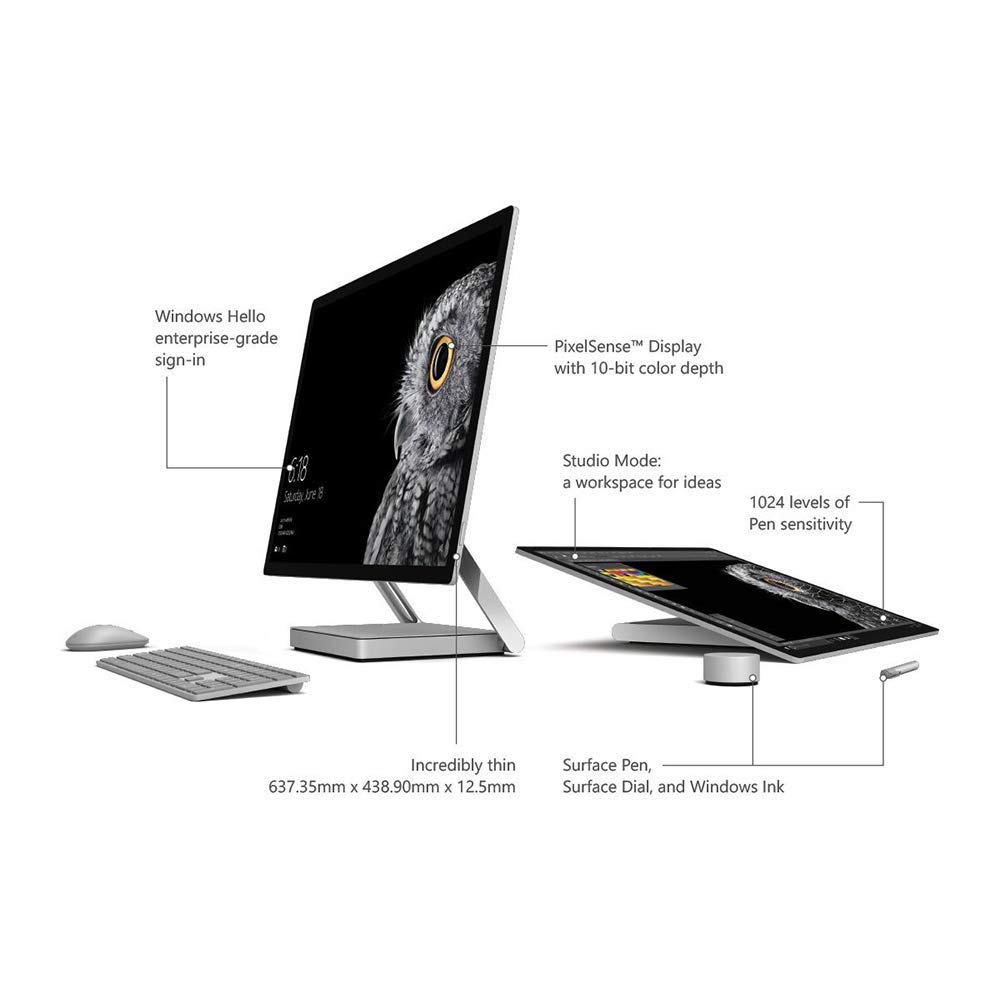 Windows Hello
enterprise-grade
sign-in
PixelSense™ Display
with 10-bit color depth
6:18
Saturday, June 18
Studio Mode:
a workspace for ideas
1024 levels of
Pen sensitivity
Incredibly thin
637.35mm x 438.90mm x 12.5mm
Surface Pen,
Surface Dial, and Windows Ink